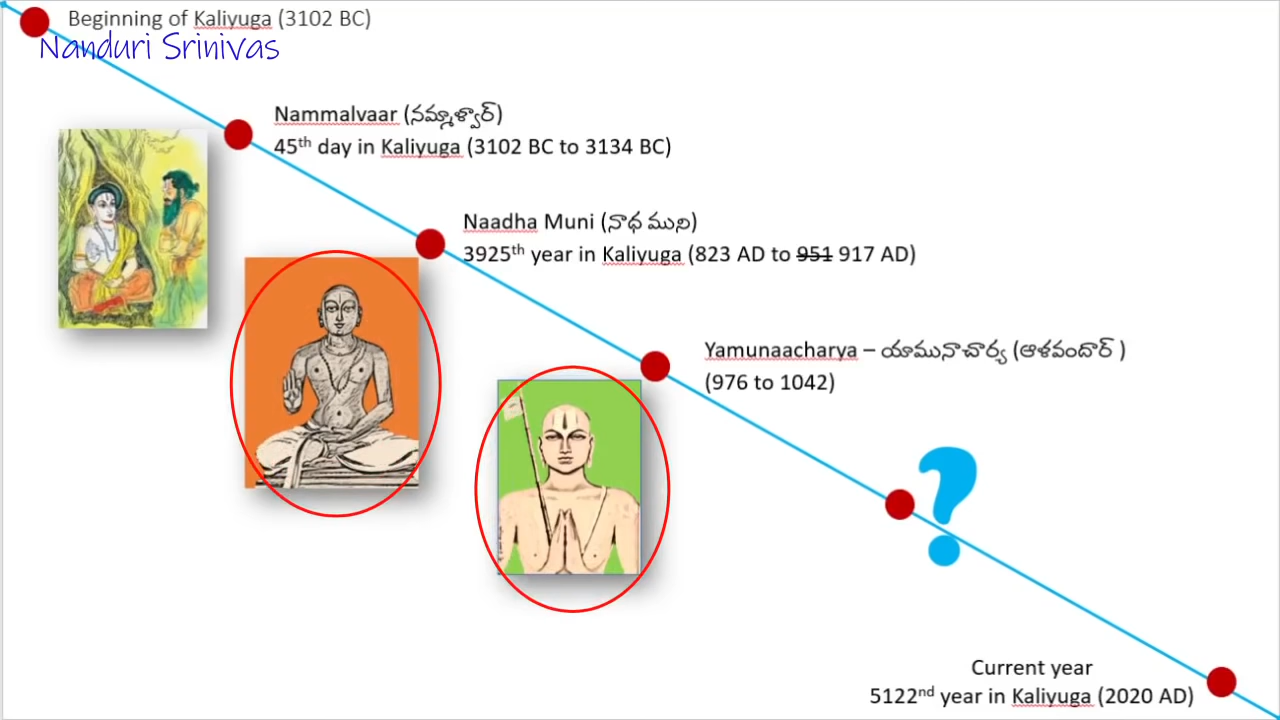 Beginning of Kaliyuga (3102 BC)
Nanduri Srinivas
Nammalvaar (నమ్మాళ్వార్)
45th day in Kaliyuga (3102 BC to 3134 BC)
Naadha Muni (నాధ ముని)
3925th year in Kaliyuga (823 AD to 951 917 AD)
Yamunaacharya – యామునాచార్య (ఆళవందార్ )
(976 to 1042)
?
Current year
5122nd year in Kaliyuga (2020 AD)